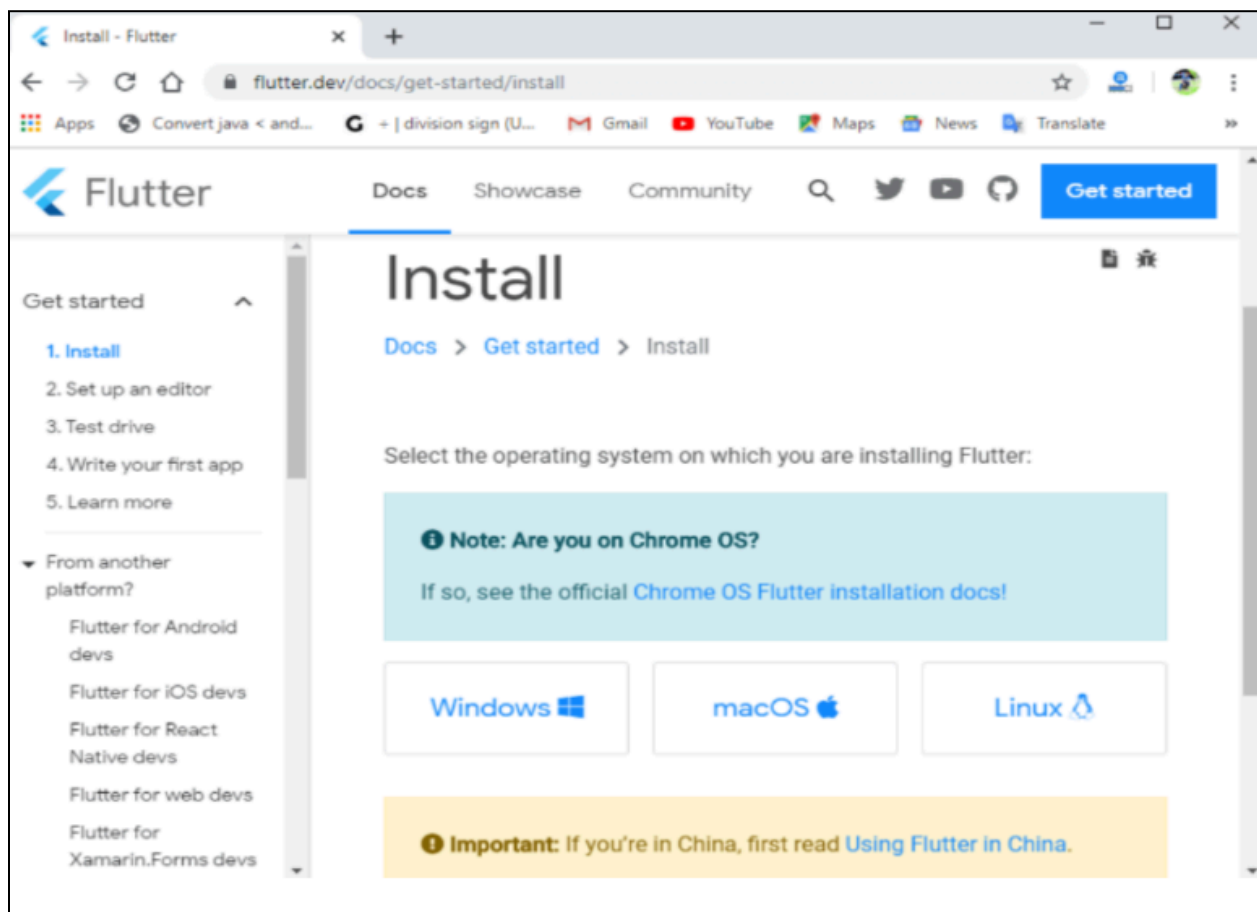 Install - Flutter
flutter.dev/docs/get-started/install
Apps Convert java < and... G ÷ | division sign (U... Gmail YouTube Maps News Translate »
Flutter Docs Showcase Community Get started
Get started
1. Install
2. Set up an editor
3. Test drive
4. Write your first app
5. Learn more
From another
platform?
Flutter for Android
devs
Flutter for iOS devs
Flutter for React
Native devs
Flutter for web devs
Flutter for
Xamarin.Forms devs
Install
Docs > Get started > Install
Select the operating system on which you are installing Flutter:
Note: Are you on Chrome OS?
If so, see the official Chrome OS Flutter installation docs!
Windows macOS Linux
Important: If you're in China, first read Using Flutter in China.